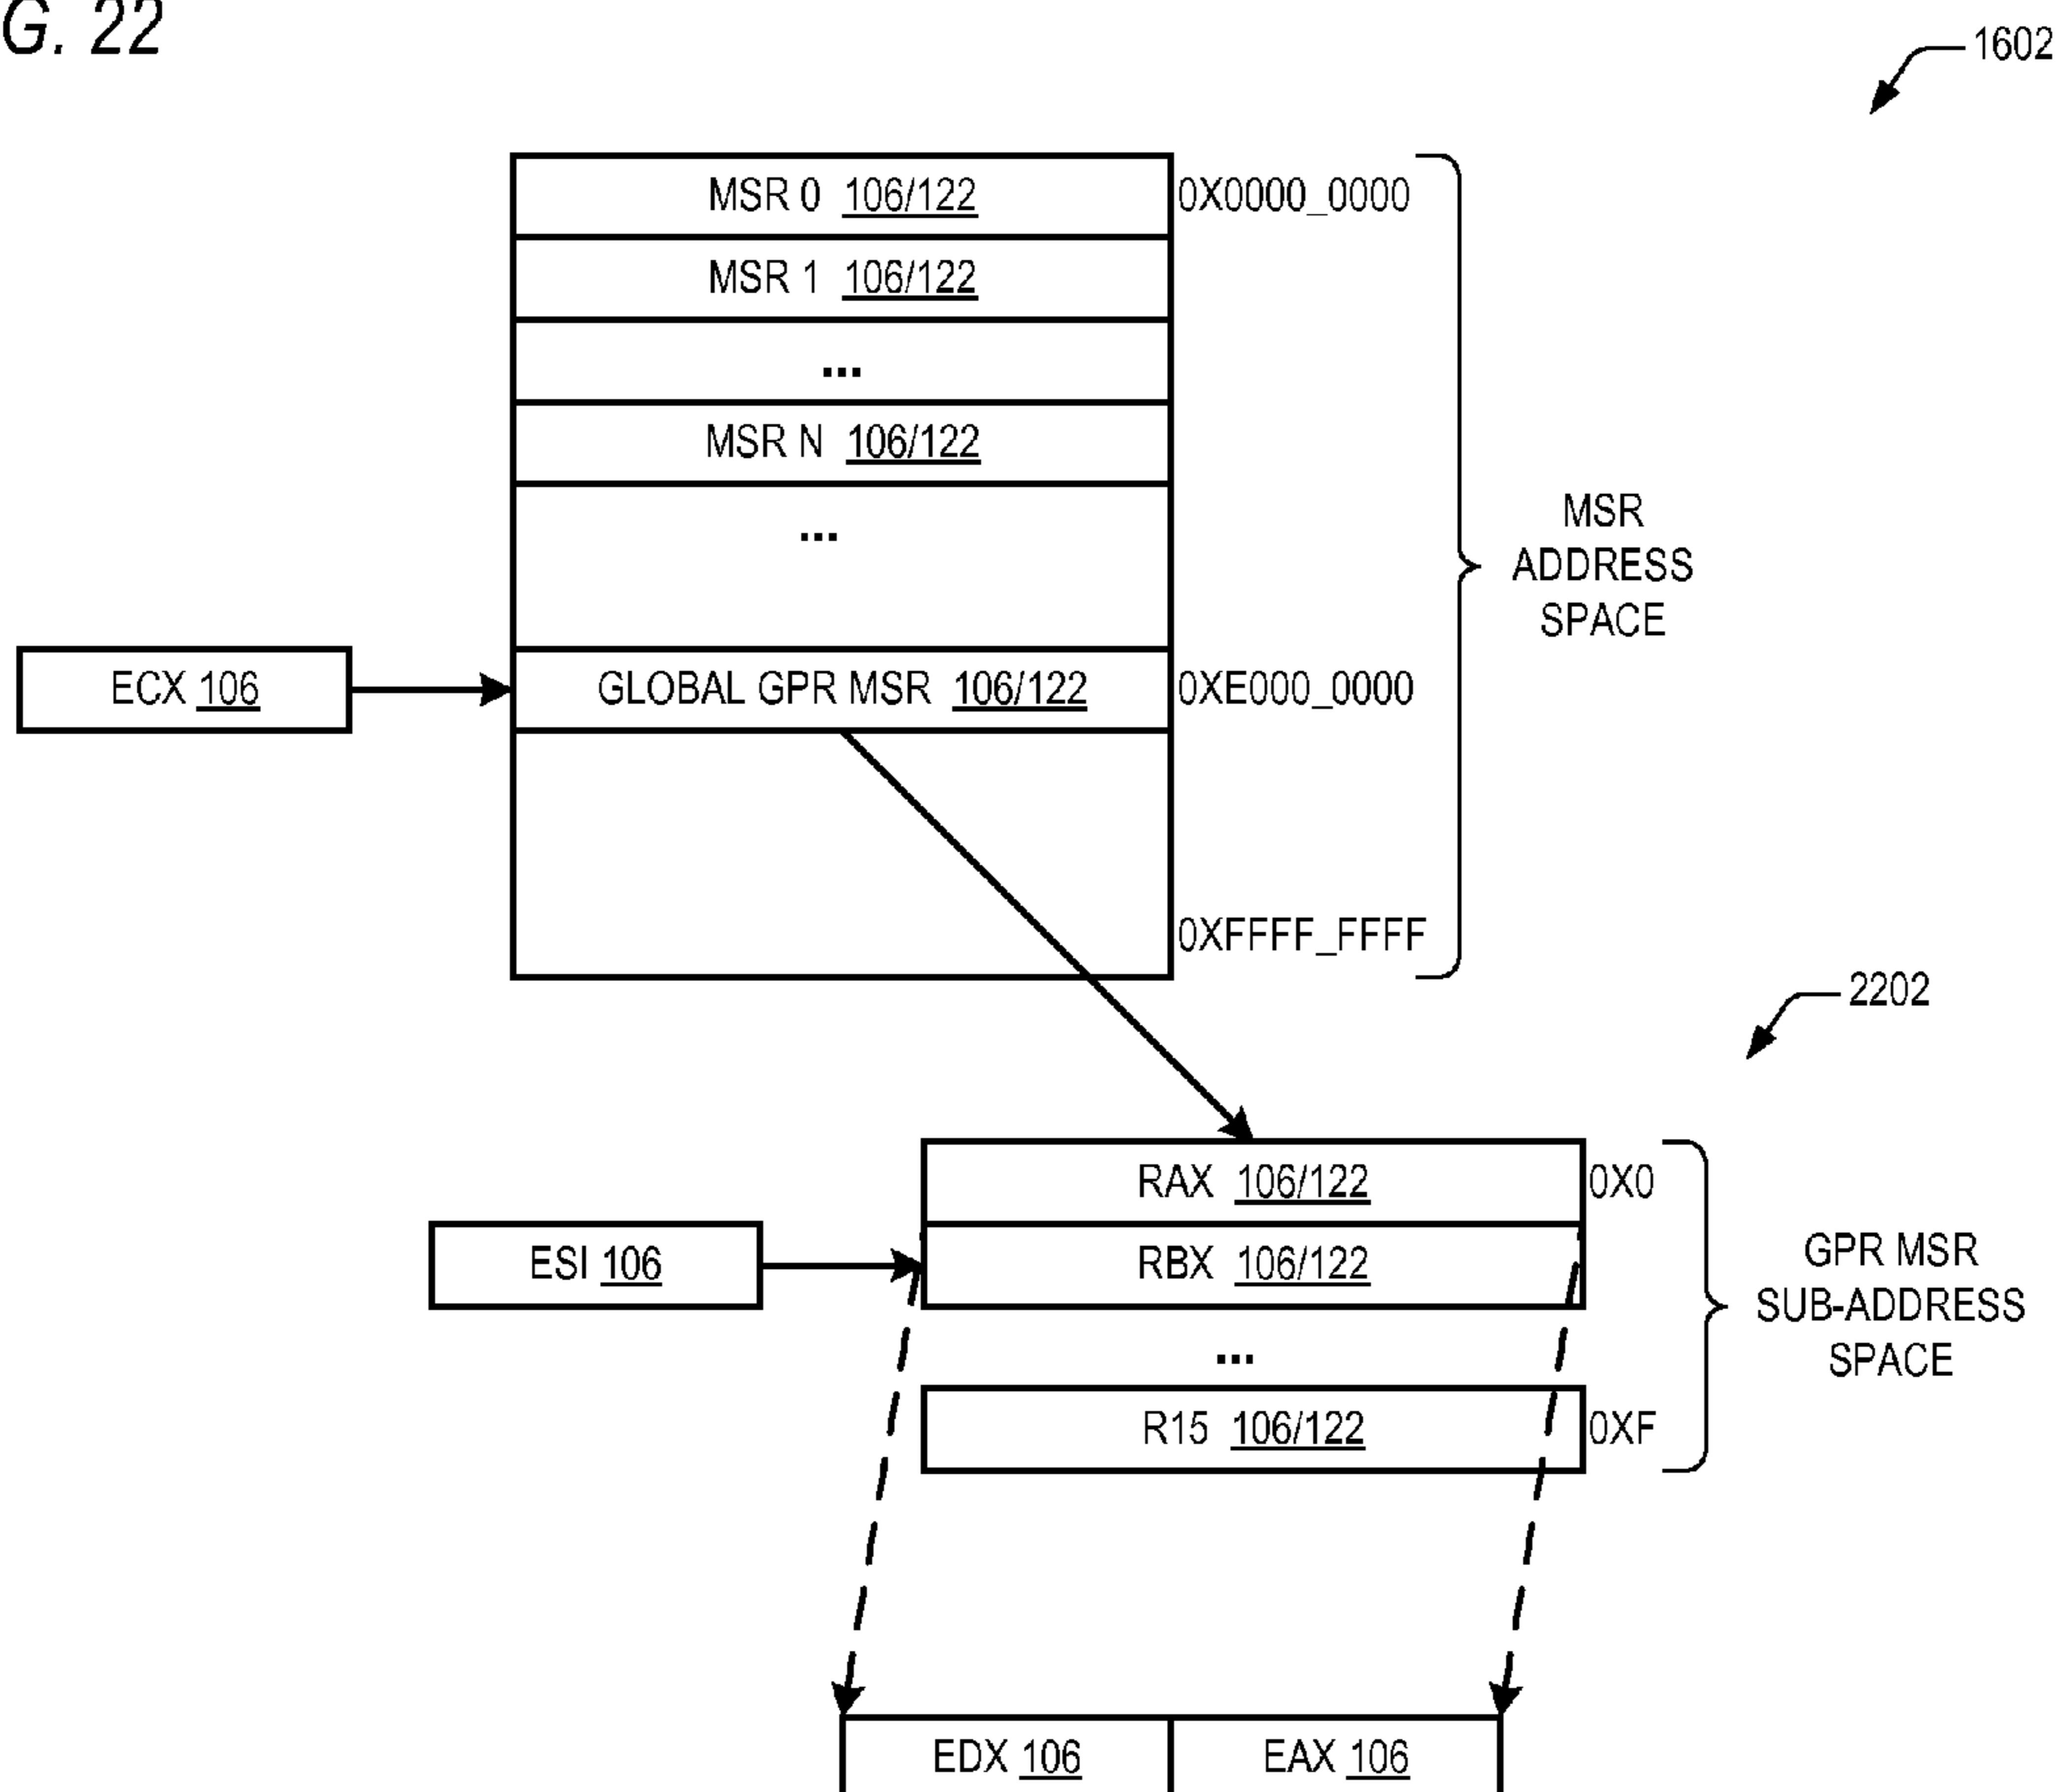 G. 22
1602
MSR 0 106/122 0X0000_0000
MSR 1 106/122
...
MSR N 106/122
...
MSR
ADDRESS
SPACE
ECX 106
GLOBAL GPR MSR 106/122 0XE000_0000
0XFFFF_FFFF
2202
RAX 106/122 0X0
ESI 106
RBX 106/122
...
R15 106/122 0XF
GPR MSR
SUB-ADDRESS
SPACE
EDX 106 EAX 106